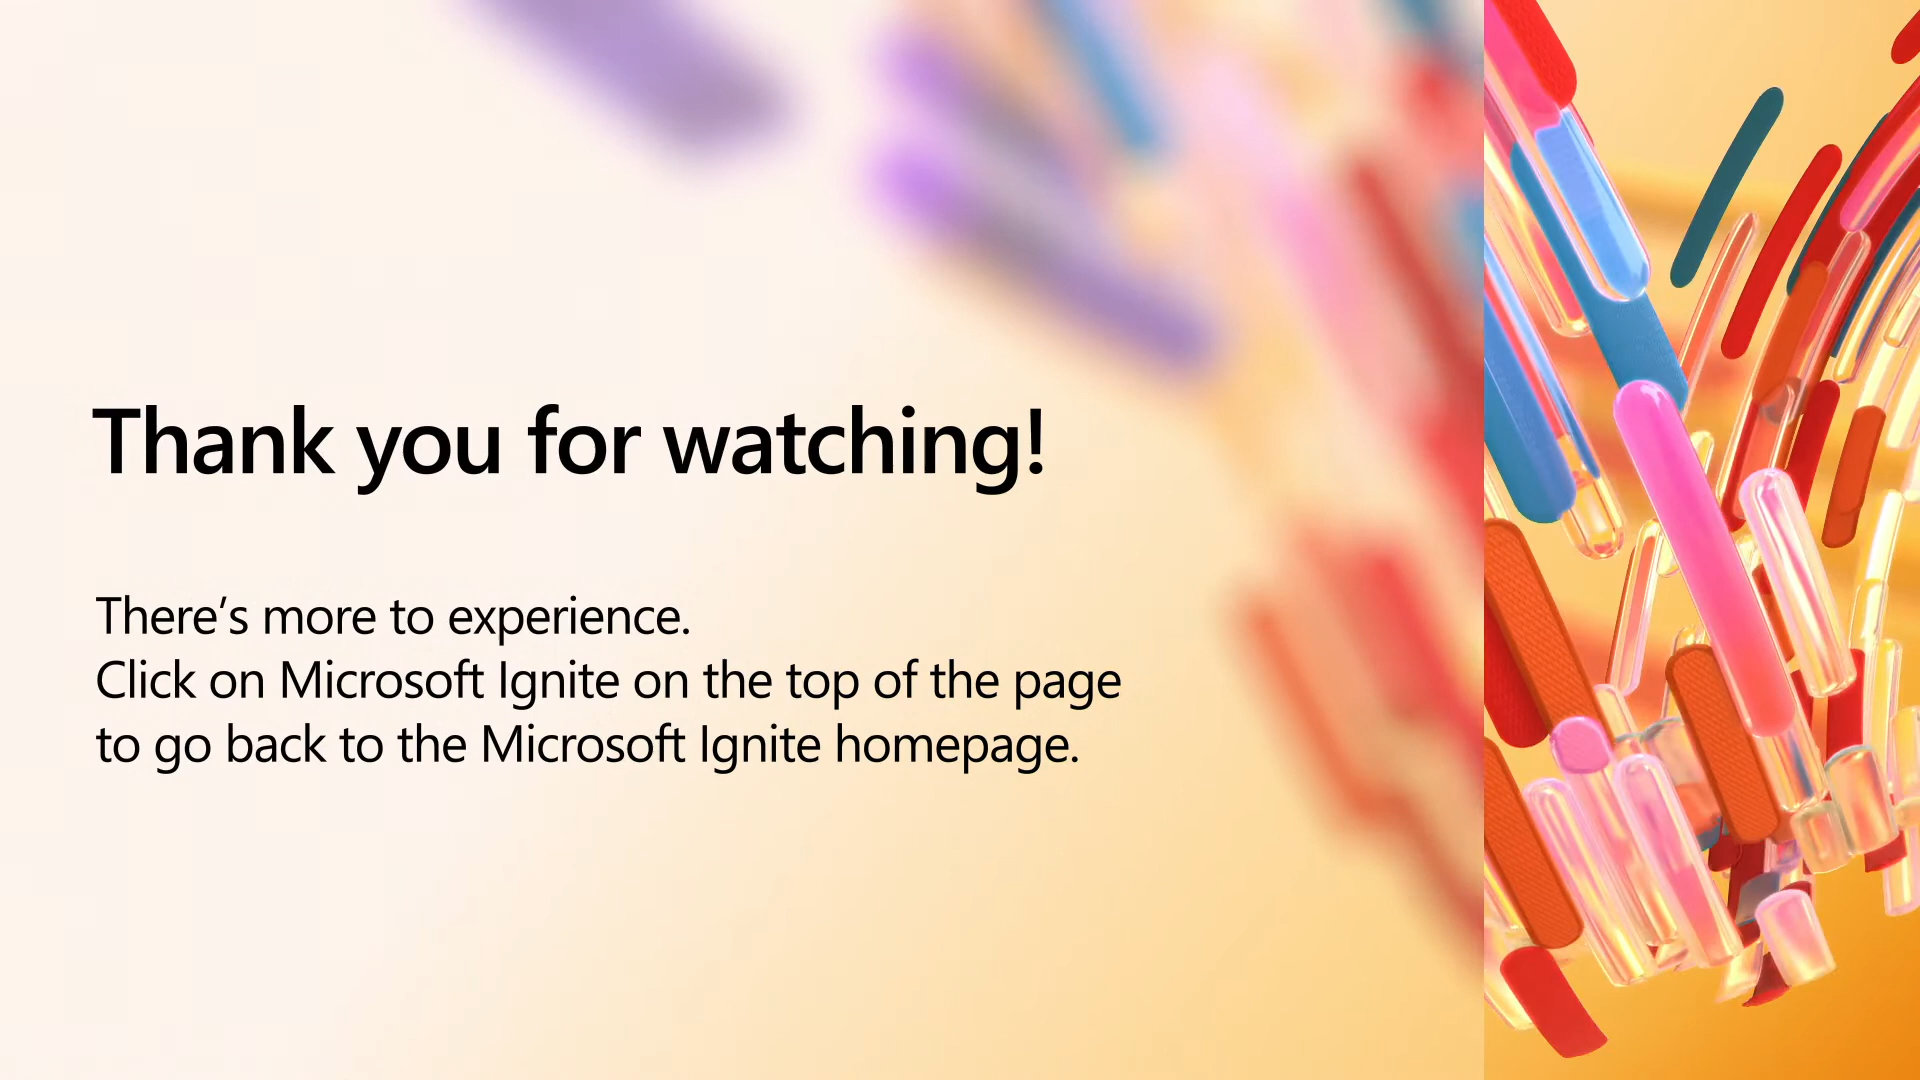 Thank you for watching!
There’s more to experience.
Click on Microsoft Ignite on the top of the page
to go back to the Microsoft Ignite homepage.